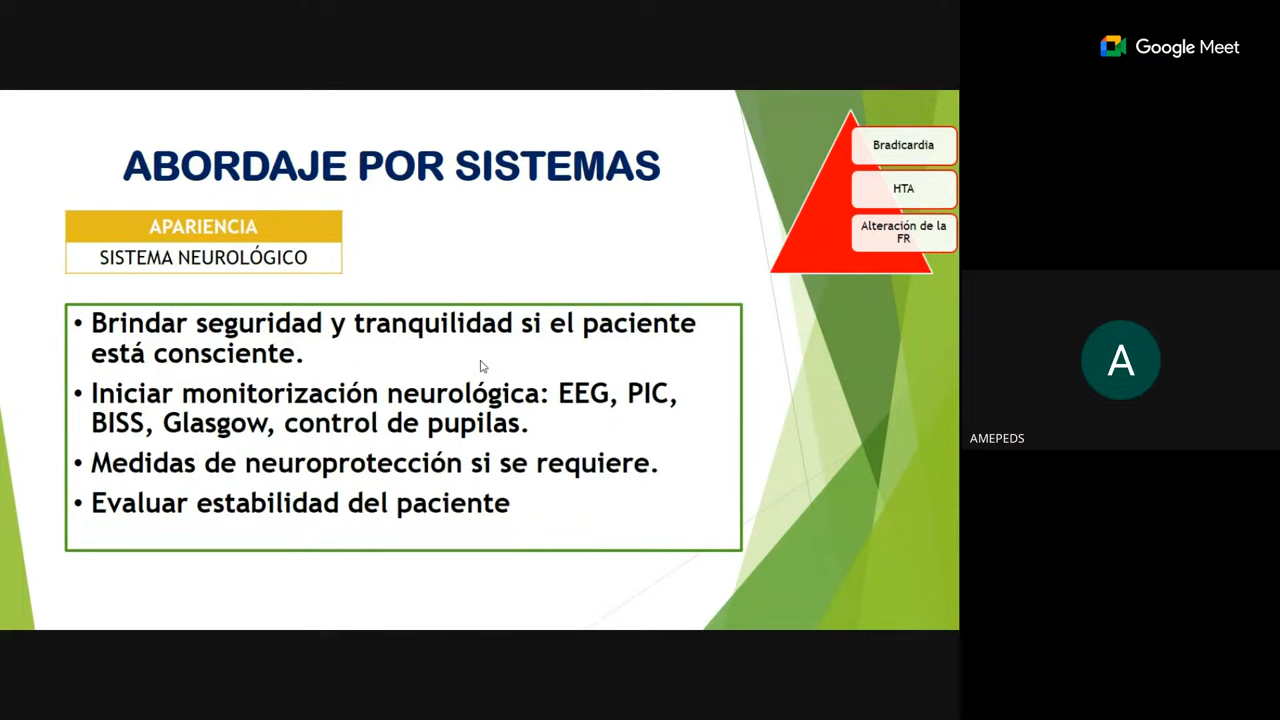 Google Meet
ABORDAJE POR SISTEMAS
Bradicardia
HTA
Alteración de la
FR
APARIENCIA
SISTEMA NEUROLÓGICO
• Brindar seguridad y tranquilidad si el paciente
está consciente.
• Iniciar monitorización neurológica: EEG, PIC,
BISS, Glasgow, control de pupilas.
• Medidas de neuroprotección si se requiere.
• Evaluar estabilidad del paciente
A
AMEPEDS